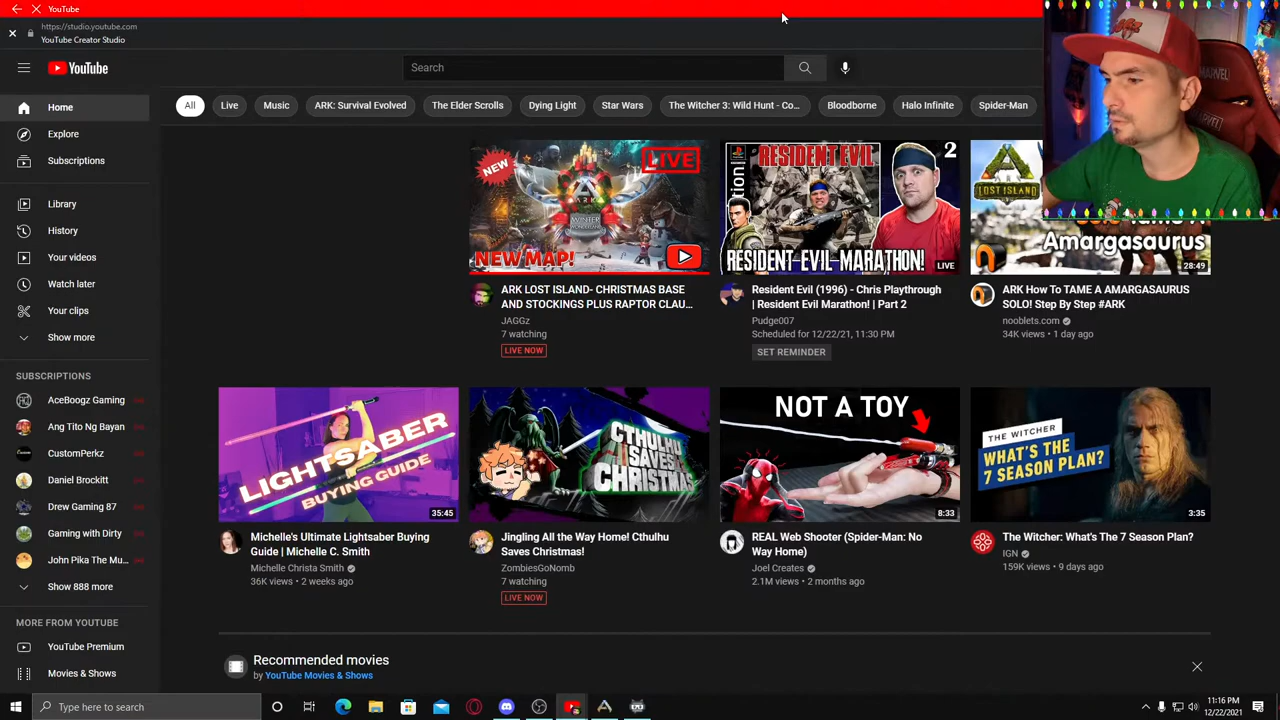 YouTube
https://studio.youtube.com
YouTube Creator Studio
YouTube
Search
All
Live
Music
ARK: Survival Evolved
The Elder Scrolls
Dying Light
Star Wars
The Witcher 3: Wild Hunt - Co...
Bloodborne
Halo Infinite
Spider-Man
Home
Explore
Subscriptions
Library
History
Your videos
Watch later
Your clips
Show more
SUBSCRIPTIONS
AceBoogz Gaming
Ang Tito Ng Bayan
CustomPerkz
Daniel Brockitt
Drew Gaming 87
Gaming with Dirty
John Pika The Mu...
Show 888 more
MORE FROM YOUTUBE
YouTube Premium
Movies & Shows
NEW
LIVE
ARK
WINTER
WONDERLAND
NEW MAP!
ARK LOST ISLAND- CHRISTMAS BASE
AND STOCKINGS PLUS RAPTOR CLAU...
JAGGz
7 watching
LIVE NOW
RESIDENT EVIL
2
RESIDENT EVIL MARATHON!
LIVE
Resident Evil (1996) - Chris Playthrough
| Resident Evil Marathon! | Part 2
Pudge007
Scheduled for 12/22/21, 11:30 PM
SET REMINDER
LOST ISLAND
Amargasaurus
28:49
ARK How To TAME A AMARGASAURUS
SOLO! Step By Step #ARK
nooblets.com
34K views • 1 day ago
MARVEL
LIGHTSABER
BUYING GUIDE
35:45
Michelle's Ultimate Lightsaber Buying
Guide | Michelle C. Smith
Michelle Christa Smith
36K views • 2 weeks ago
CTHULHU
SAVES
CHRISTMAS
Jingling All the Way Home! Cthulhu
Saves Christmas!
ZombiesGoNomb
7 watching
LIVE NOW
NOT A TOY
8:33
REAL Web Shooter (Spider-Man: No
Way Home)
Joel Creates
2.1M views • 2 months ago
THE WITCHER
WHAT'S THE
7 SEASON PLAN?
3:35
The Witcher: What's The 7 Season Plan?
IGN
159K views • 9 days ago
Recommended movies
by YouTube Movies & Shows
Type here to search
11:16 PM
12/22/2021